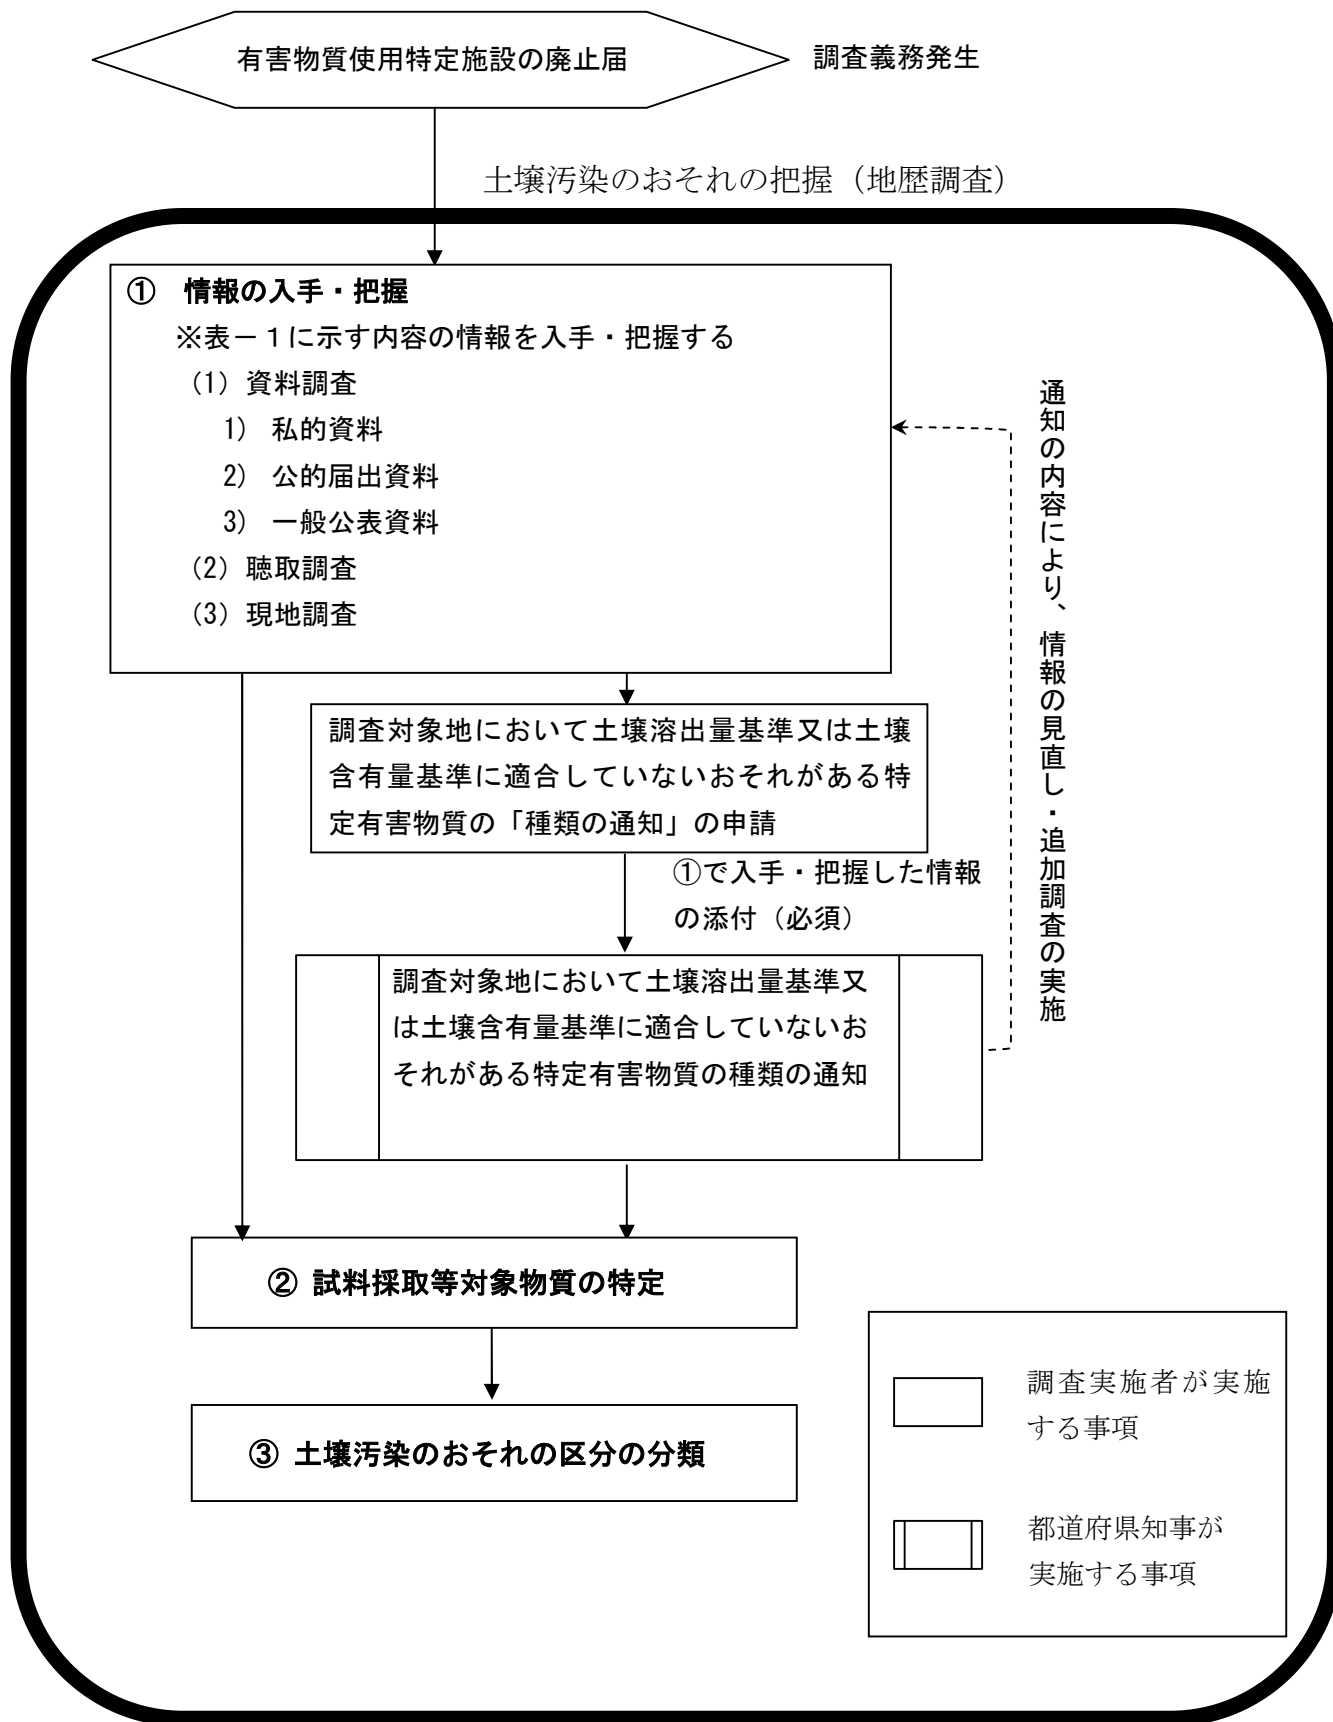 有害物質使用特定施設の廃止届
調査義務発生
土壌汚染のおそれの把握（地歴調査）
① 情報の入手・把握
※表－１に示す内容の情報を入手・把握する
(1) 資料調査
1) 私的資料
2) 公的届出資料
3) 一般公表資料
(2) 聴取調査
(3) 現地調査
通知の内容により、情報の見直し・追加調査の実施
調査対象地において土壌溶出量基準又は土壌
含有量基準に適合していないおそれがある特
定有害物質の「種類の通知」の申請
①で入手・把握した情報
の添付（必須）
調査対象地において土壌溶出量基準又
は土壌含有量基準に適合していないお
それがある特定有害物質の種類の通知
② 試料採取等対象物質の特定
③ 土壌汚染のおそれの区分の分類
調査実施者が実施
する事項
都道府県知事が
実施する事項